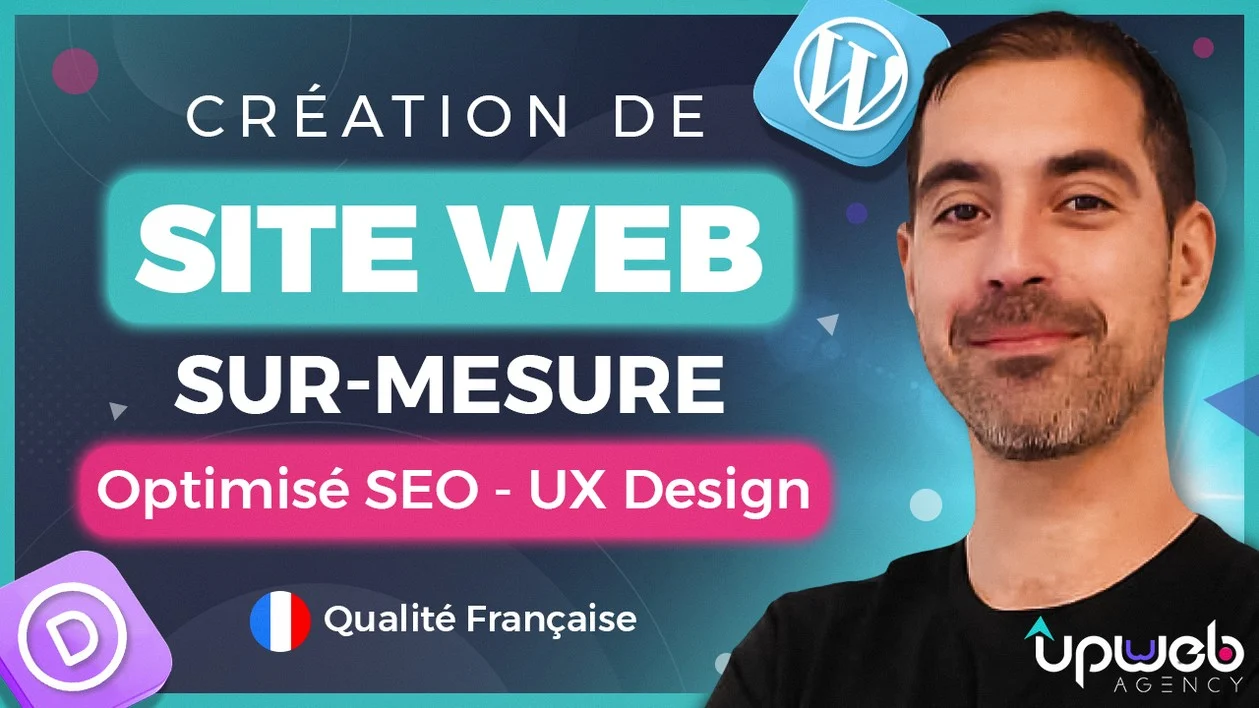 CRÉATION DE
SITE WEB
SUR-MESURE
Optimisé SEO - UX Design
Qualité Française
W
D
upweb
AGENCY